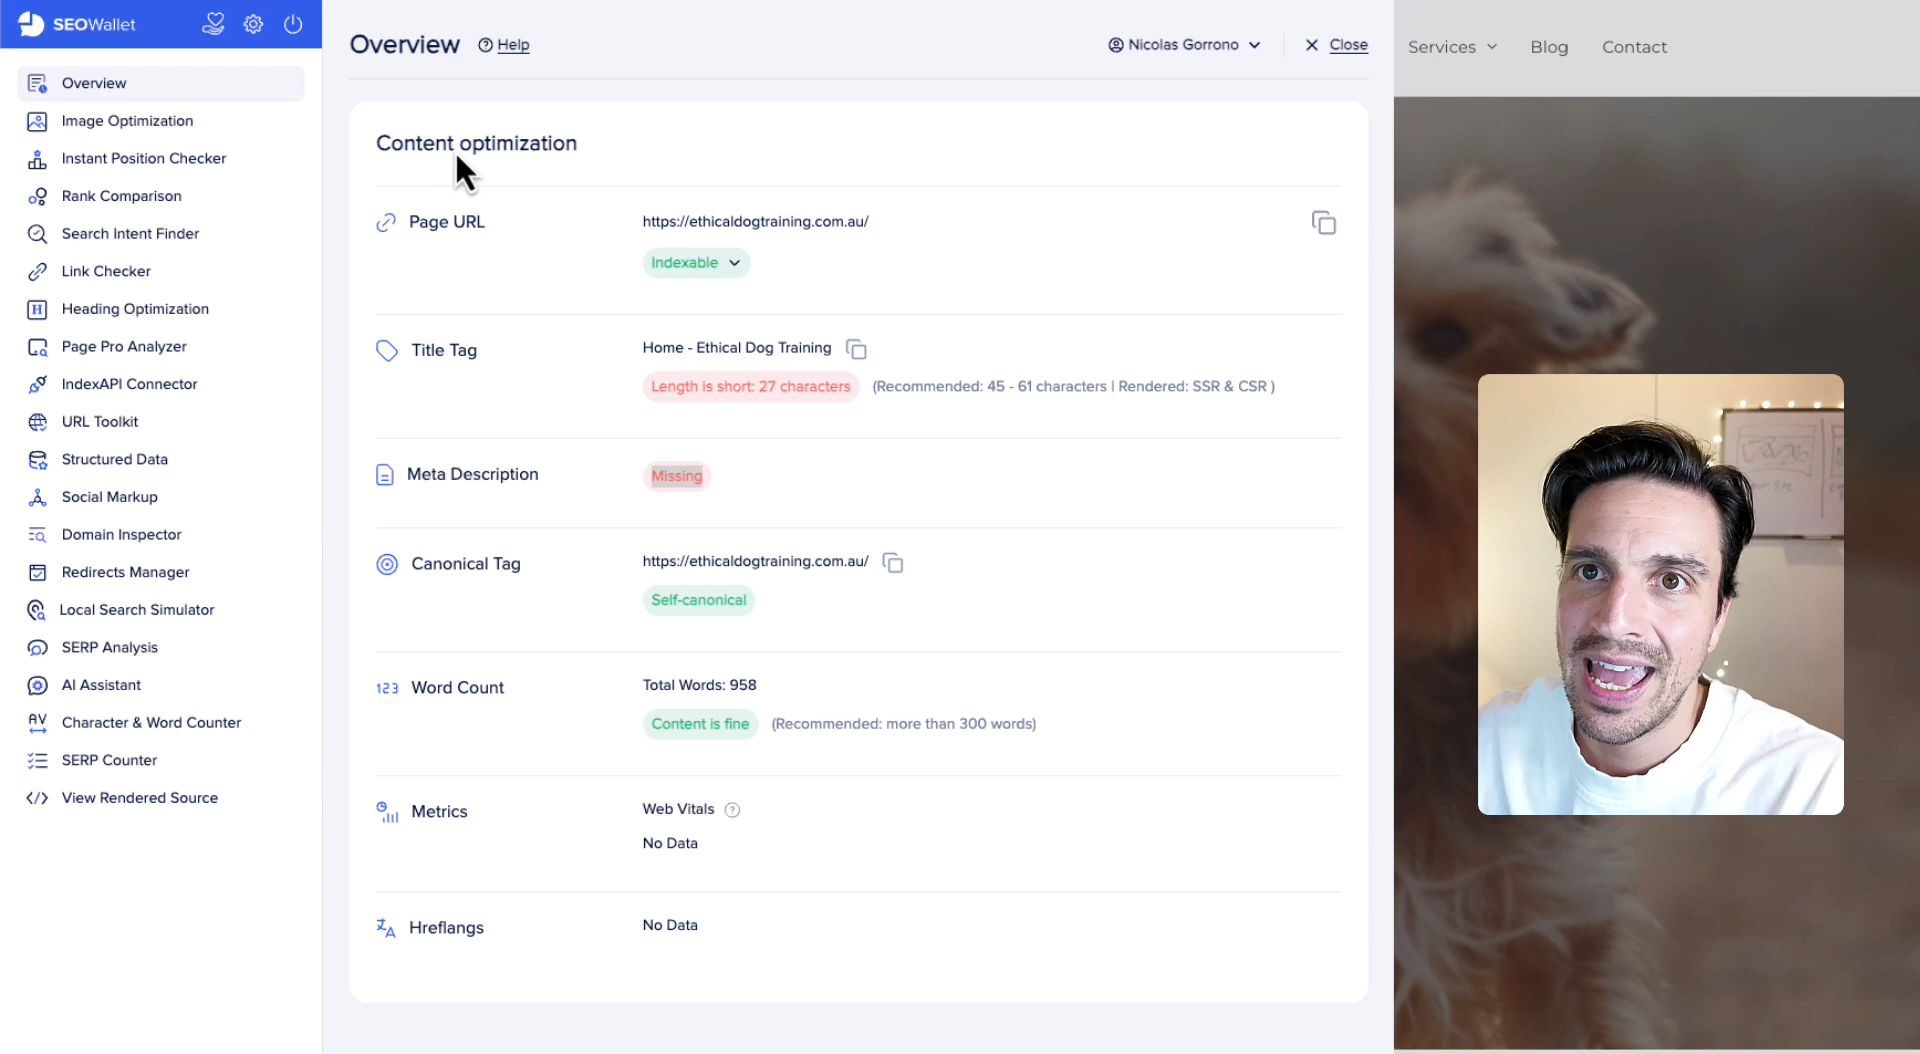 SEOWallet
Overview
Image Optimization
Instant Position Checker
Rank Comparison
Search Intent Finder
Link Checker
Heading Optimization
Page Pro Analyzer
IndexAPI Connector
URL Toolkit
Structured Data
Social Markup
Domain Inspector
Redirects Manager
Local Search Simulator
SERP Analysis
AI Assistant
Character & Word Counter
SERP Counter
View Rendered Source
Overview Help Nicolas Gorrono Close
Content optimization
Page URL https://ethicaldogtraining.com.au/
Indexable
Title Tag Home - Ethical Dog Training
Length is short: 27 characters (Recommended: 45 - 61 characters | Rendered: SSR & CSR )
Meta Description Missing
Canonical Tag https://ethicaldogtraining.com.au/
Self-canonical
Word Count Total Words: 958
Content is fine (Recommended: more than 300 words)
Metrics Web Vitals
No Data
Hreflangs No Data
Services Blog Contact